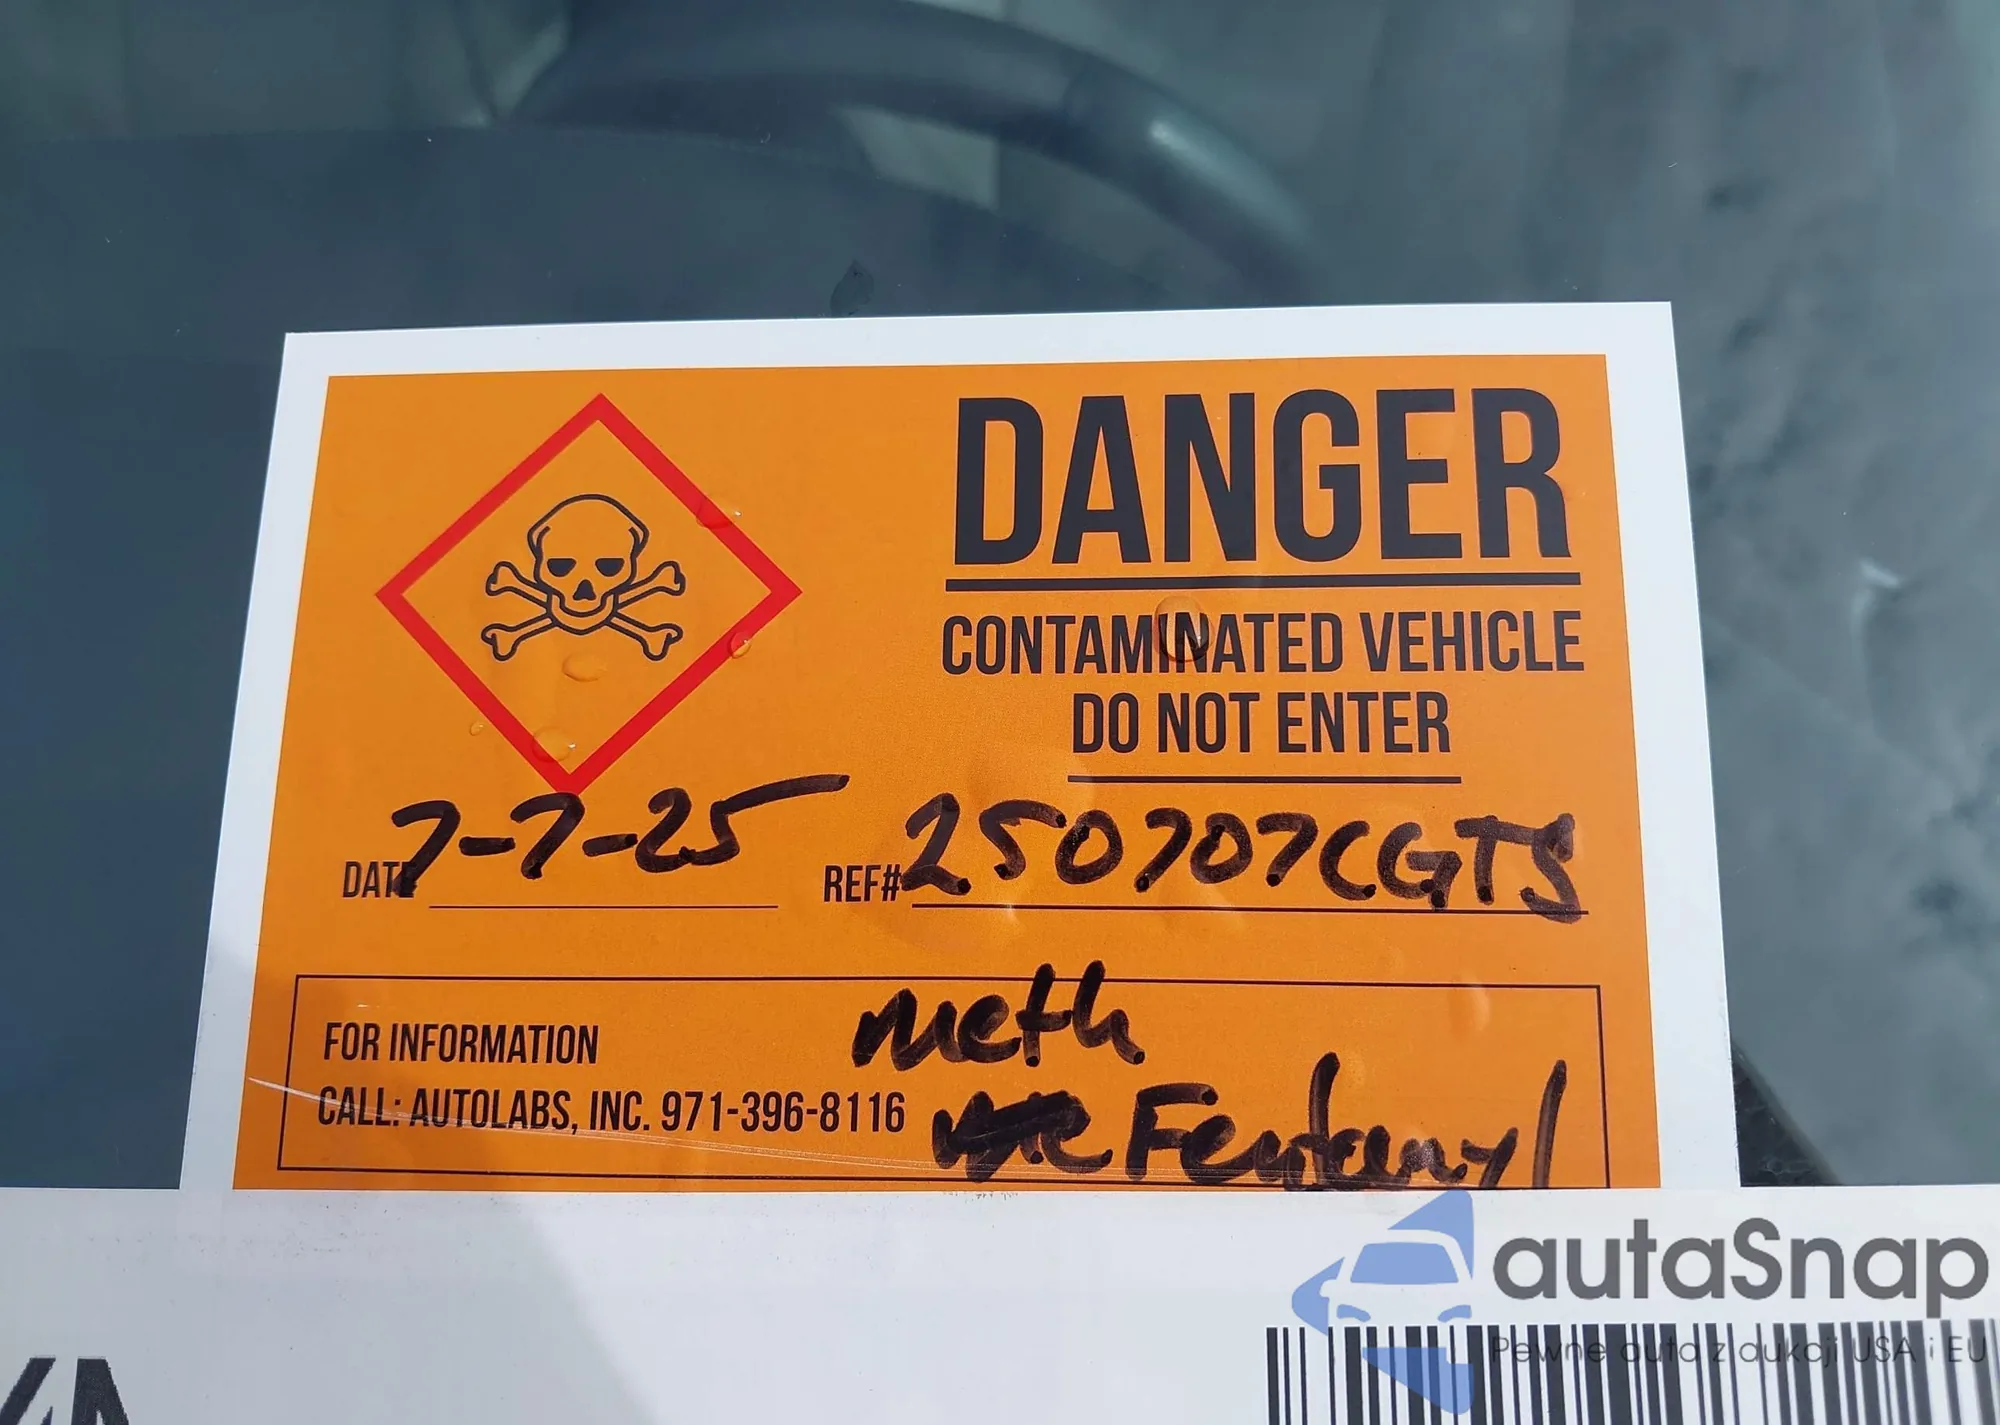 DANGER
CONTAMINATED VEHICLE
DO NOT ENTER
DATE 7-7-25 REF# 250707CGTS
FOR INFORMATION
CALL: AUTOLABS, INC. 971-396-8116
meth
Fentanyl
autaSnap
Pewne auta z aukcji USA i EU